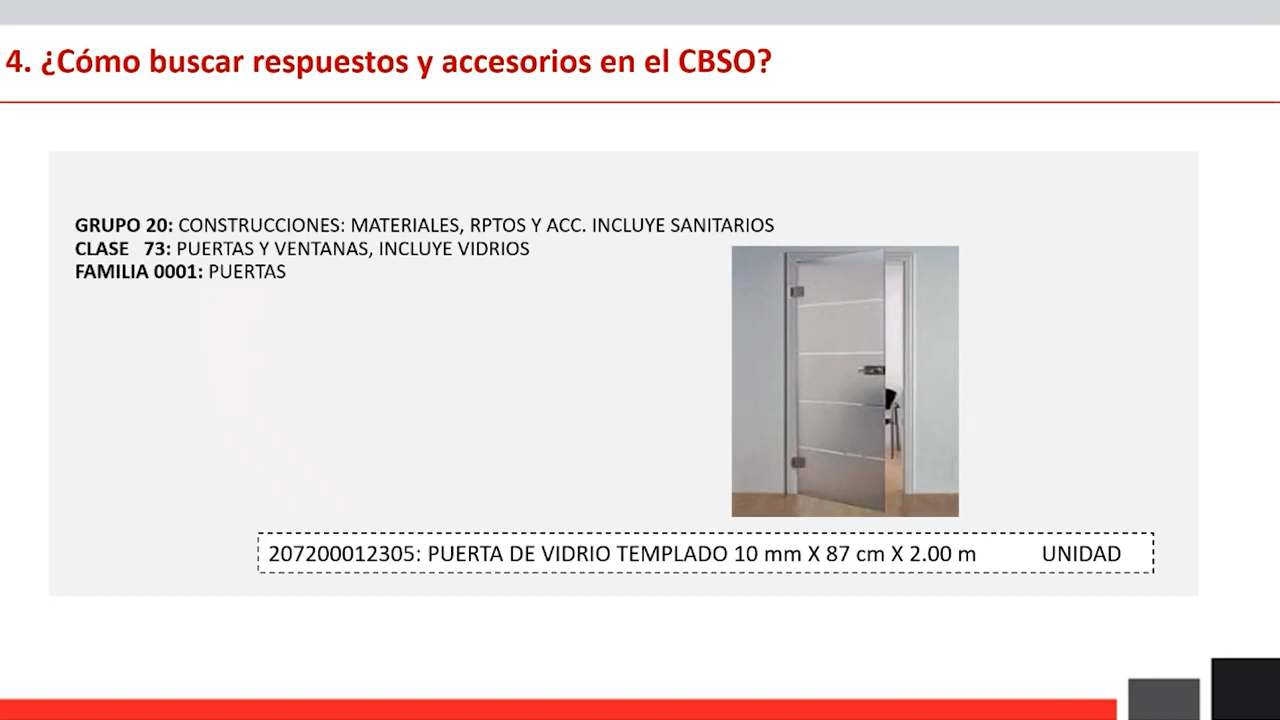 4. ¿Cómo buscar respuestos y accesorios en el CBSO?
GRUPO 20: CONSTRUCCIONES: MATERIALES, RPTOS Y ACC. INCLUYE SANITARIOS
CLASE 73: PUERTAS Y VENTANAS, INCLUYE VIDRIOS
FAMILIA 0001: PUERTAS
207200012305: PUERTA DE VIDRIO TEMPLADO 10 mm X 87 cm X 2.00 m UNIDAD